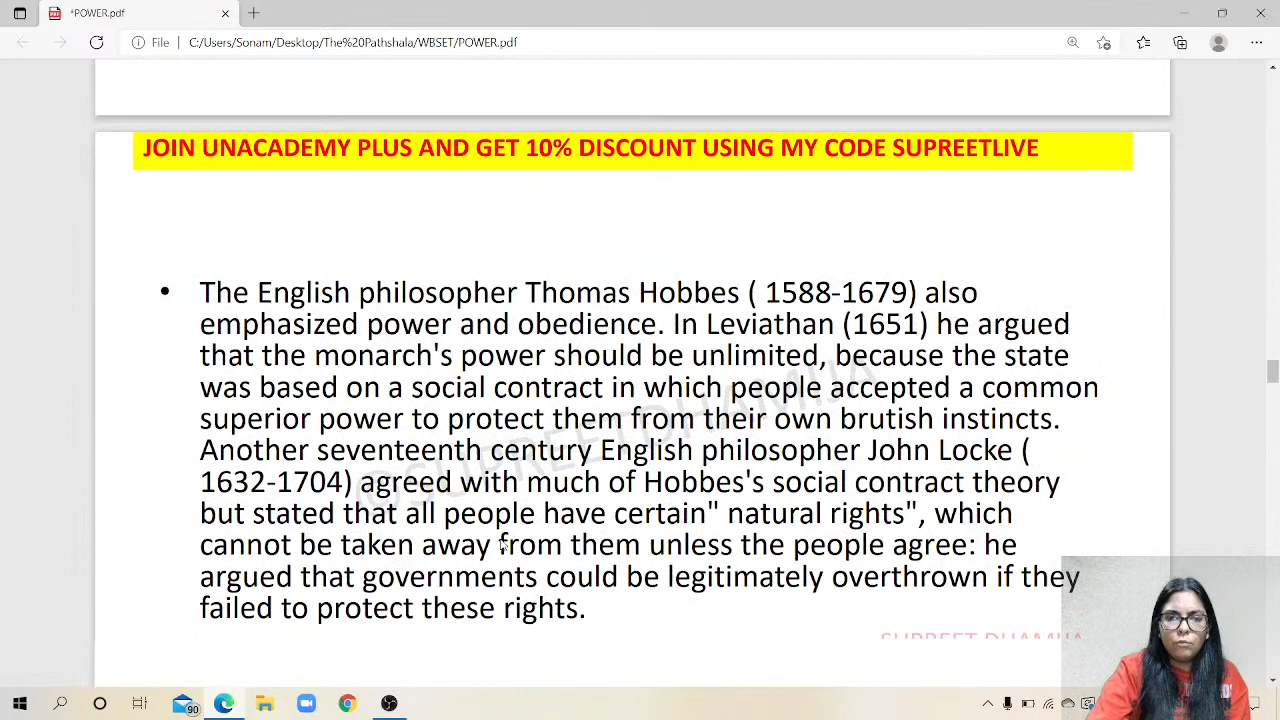 *POWER.pdf
File
C:/Users/Sonam/Desktop/The%20Pathshala/WBSET/POWER.pdf
JOIN UNACADEMY PLUS AND GET 10% DISCOUNT USING MY CODE SUPREETLIVE
• The English philosopher Thomas Hobbes ( 1588-1679) also
emphasized power and obedience. In Leviathan (1651) he argued
that the monarch's power should be unlimited, because the state
was based on a social contract in which people accepted a common
superior power to protect them from their own brutish instincts.
Another seventeenth century English philosopher John Locke (
1632-1704) agreed with much of Hobbes's social contract theory
but stated that all people have certain" natural rights", which
cannot be taken away from them unless the people agree: he
argued that governments could be legitimately overthrown if they
failed to protect these rights.
©SUPREETDHAMIJA
SUPREET DHAMIJA
90